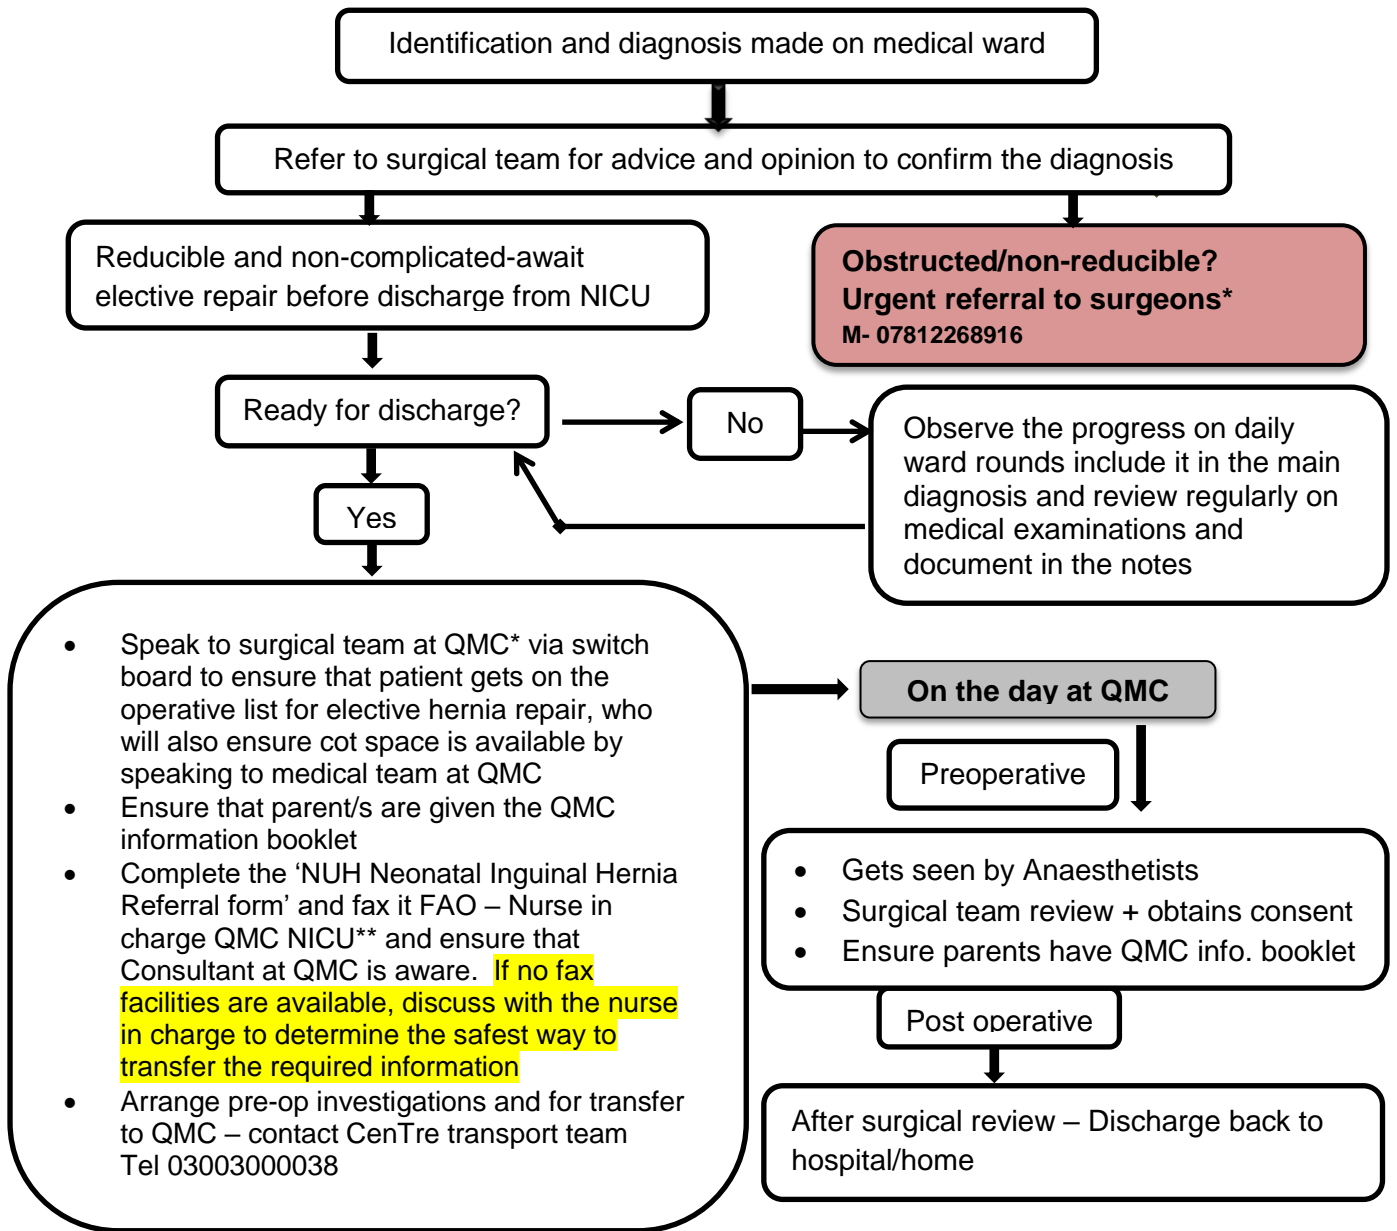 Identification and diagnosis made on medical ward
Refer to surgical team for advice and opinion to confirm the diagnosis
Reducible and non-complicated-await
elective repair before discharge from NICU
Obstructed/non-reducible?
Urgent referral to surgeons*
M- 07812268916
Ready for discharge?
No
Observe the progress on daily
ward rounds include it in the main
diagnosis and review regularly on
medical examinations and
document in the notes
Yes
• Speak to surgical team at QMC* via switch
board to ensure that patient gets on the
operative list for elective hernia repair, who
will also ensure cot space is available by
speaking to medical team at QMC
• Ensure that parent/s are given the QMC
information booklet
• Complete the ‘NUH Neonatal Inguinal Hernia
Referral form’ and fax it FAO – Nurse in
charge QMC NICU** and ensure that
Consultant at QMC is aware. If no fax
facilities are available, discuss with the nurse
in charge to determine the safest way to
transfer the required information
• Arrange pre-op investigations and for transfer
to QMC – contact CenTre transport team
Tel 03003000038
On the day at QMC
Preoperative
• Gets seen by Anaesthetists
• Surgical team review + obtains consent
• Ensure parents have QMC info. booklet
Post operative
After surgical review – Discharge back to
hospital/home